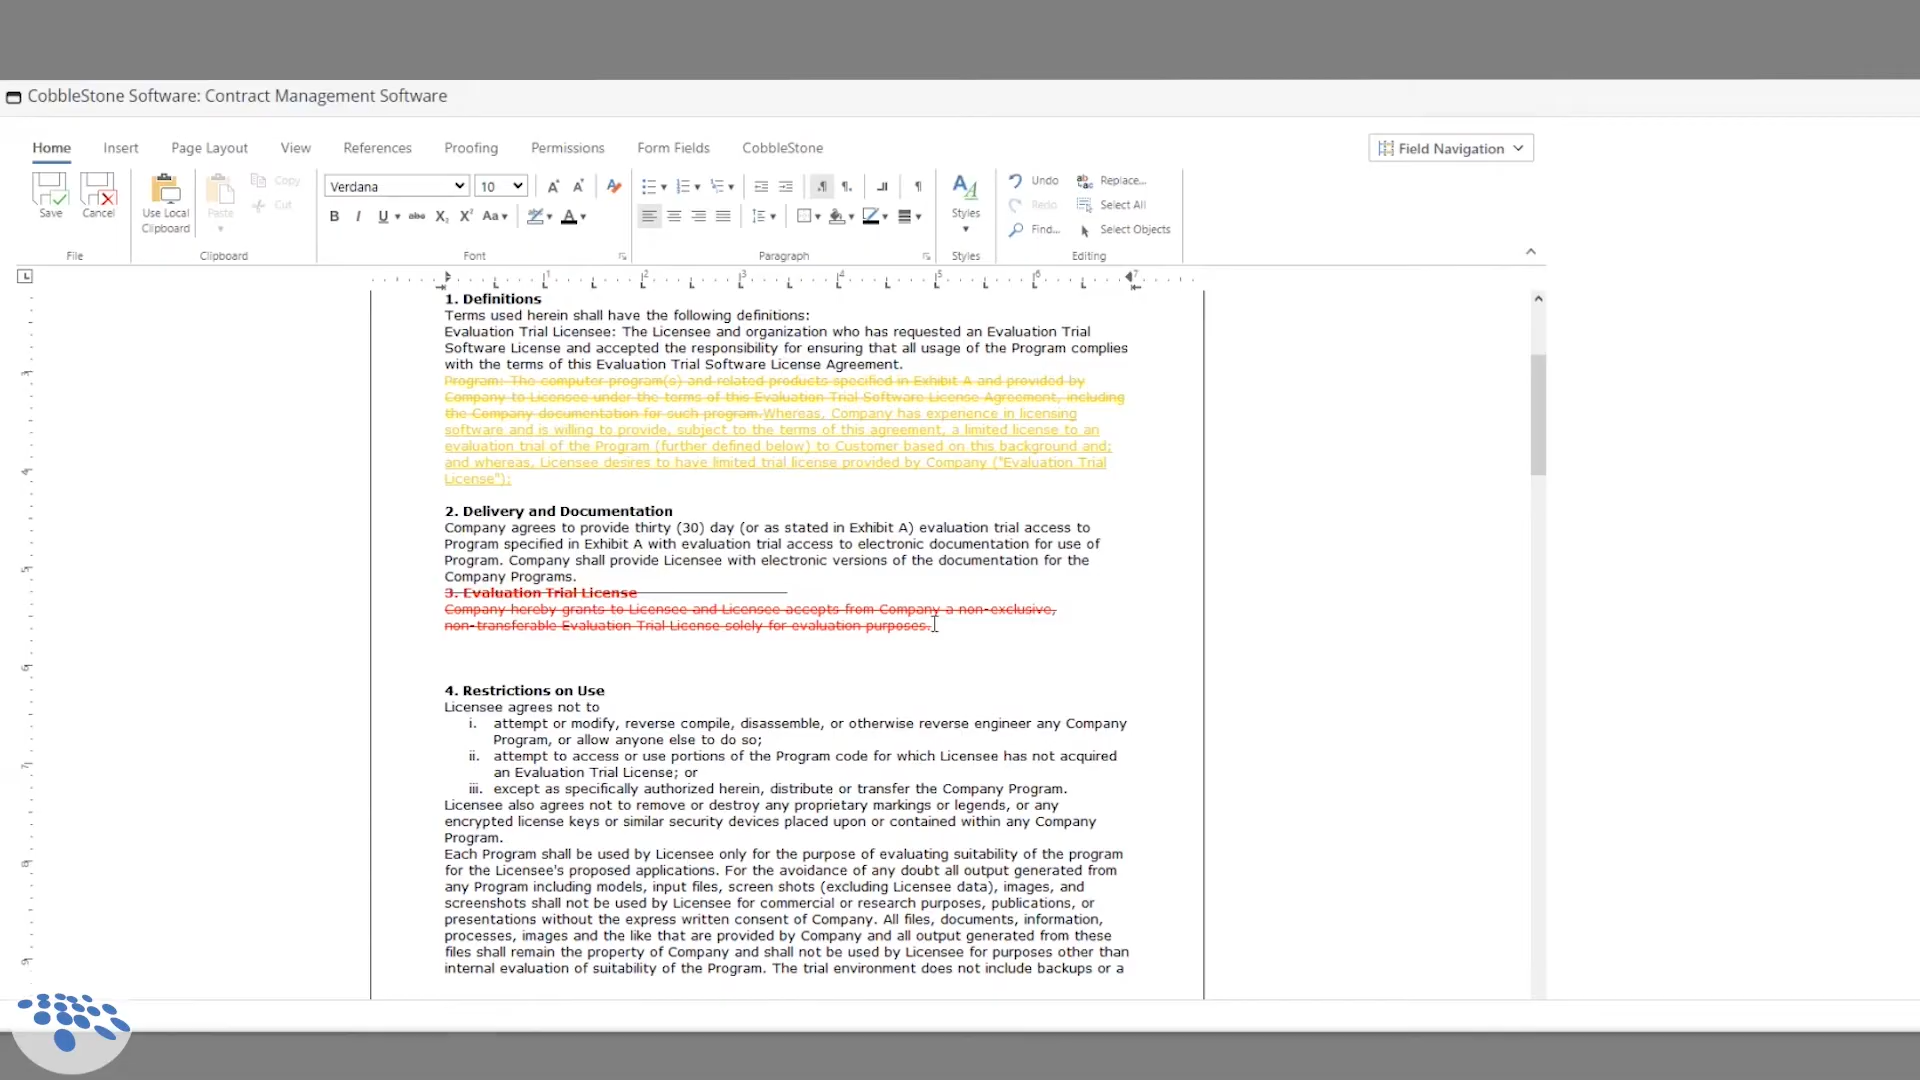 CobbleStone Software: Contract Management Software
Home Insert Page Layout View References Proofing Permissions Form Fields CobbleStone Field Navigation
Verdana 10
Save Cancel Use Local Clipboard Paste Copy Cut
B I U abc X₂ X² Aa A
Styles
Undo Replace...
Redo Select All
Find... Select Objects
File Clipboard Font Paragraph Styles Editing
1 2 3 4 5 6 7
1. Definitions
Terms used herein shall have the following definitions:
Evaluation Trial Licensee: The Licensee and organization who has requested an Evaluation Trial
Software License and accepted the responsibility for ensuring that all usage of the Program complies
with the terms of this Evaluation Trial Software License Agreement.
Program: The computer program(s) and related products specified in Exhibit A and provided by
Company to Licensee under the terms of this Evaluation Trial Software License Agreement, including
the Company documentation for such program.Whereas, Company has experience in licensing
software and is willing to provide, subject to the terms of this agreement, a limited license to an
evaluation trial of the Program (further defined below) to Customer based on this background and;
and whereas, Licensee desires to have limited trial license provided by Company ("Evaluation Trial
License");
2. Delivery and Documentation
Company agrees to provide thirty (30) day (or as stated in Exhibit A) evaluation trial access to
Program specified in Exhibit A with evaluation trial access to electronic documentation for use of
Program. Company shall provide Licensee with electronic versions of the documentation for the
Company Programs.
3. Evaluation Trial License
Company hereby grants to Licensee and Licensee accepts from Company a non-exclusive,
non-transferable Evaluation Trial License solely for evaluation purposes.
4. Restrictions on Use
Licensee agrees not to
i. attempt or modify, reverse compile, disassemble, or otherwise reverse engineer any Company
Program, or allow anyone else to do so;
ii. attempt to access or use portions of the Program code for which Licensee has not acquired
an Evaluation Trial License; or
iii. except as specifically authorized herein, distribute or transfer the Company Program.
Licensee also agrees not to remove or destroy any proprietary markings or legends, or any
encrypted license keys or similar security devices placed upon or contained within any Company
Program.
Each Program shall be used by Licensee only for the purpose of evaluating suitability of the program
for the Licensee's proposed applications. For the avoidance of any doubt all output generated from
any Program including models, input files, screen shots (excluding Licensee data), images, and
screenshots shall not be used by Licensee for commercial or research purposes, publications, or
presentations without the express written consent of Company. All files, documents, information,
processes, images and the like that are provided by Company and all output generated from these
files shall remain the property of Company and shall not be used by Licensee for purposes other than
internal evaluation of suitability of the Program. The trial environment does not include backups or a